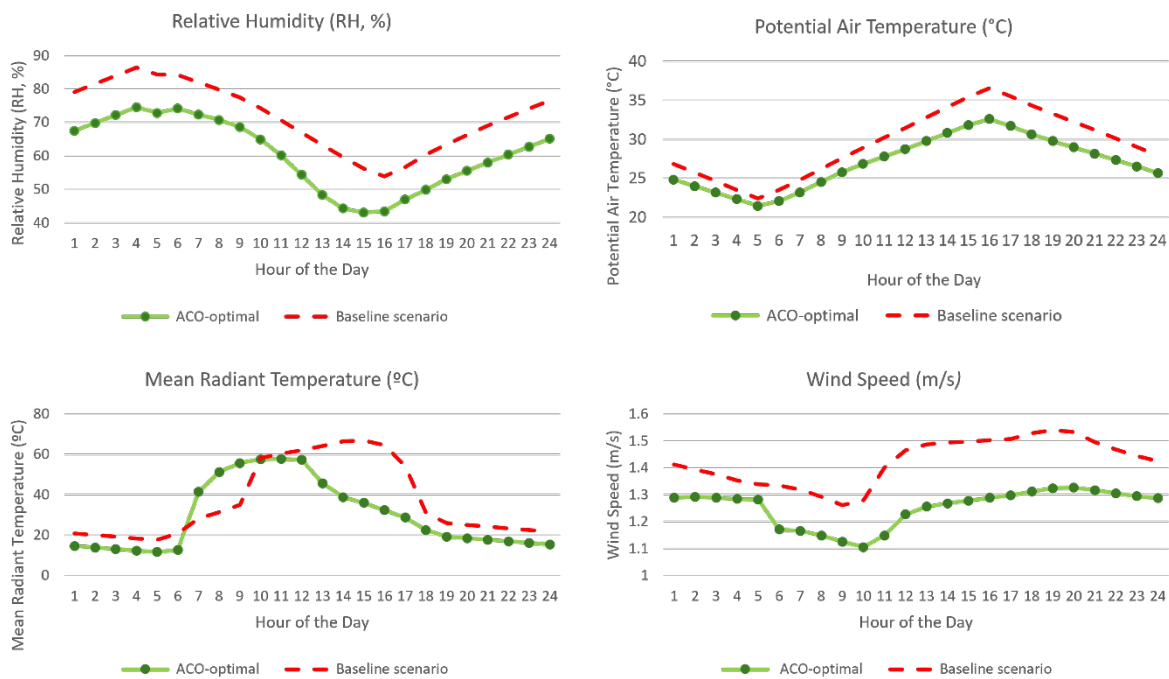 Relative Humidity (RH, %)
Relative Humidity (RH, %)
90
80
70
60
50
40
1 2 3 4 5 6 7 8 9 10 11 12 13 14 15 16 17 18 19 20 21 22 23 24
Hour of the Day
ACO-optimal Baseline scenario
Potential Air Temperature (°C)
Potential Air Temperature (°C)
40
35
30
25
20
1 2 3 4 5 6 7 8 9 10 11 12 13 14 15 16 17 18 19 20 21 22 23 24
Hour of the Day
ACO-optimal Baseline scenario
Mean Radiant Temperature (ºC)
Mean Radiant Temperature (ºC)
80
60
40
20
0
1 2 3 4 5 6 7 8 9 10 11 12 13 14 15 16 17 18 19 20 21 22 23 24
Hour of the Day
ACO-optimal Baseline scenario
Wind Speed (m/s)
Wind Speed (m/s)
1.6
1.5
1.4
1.3
1.2
1.1
1
1 2 3 4 5 6 7 8 9 10 11 12 13 14 15 16 17 18 19 20 21 22 23 24
Hour of the Day
ACO-optimal Baseline scenario